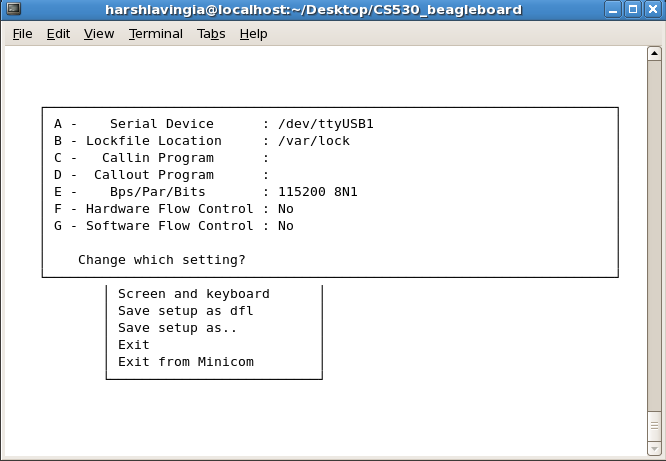 harshlavingia@localhost:~/Desktop/CS530_beagleboard
File Edit View Terminal Tabs Help
A -    Serial Device      : /dev/ttyUSB1
B - Lockfile Location     : /var/lock
C -   Callin Program      :
D -  Callout Program      :
E -    Bps/Par/Bits       : 115200 8N1
F - Hardware Flow Control : No
G - Software Flow Control : No
Change which setting?
Screen and keyboard
Save setup as dfl
Save setup as..
Exit
Exit from Minicom